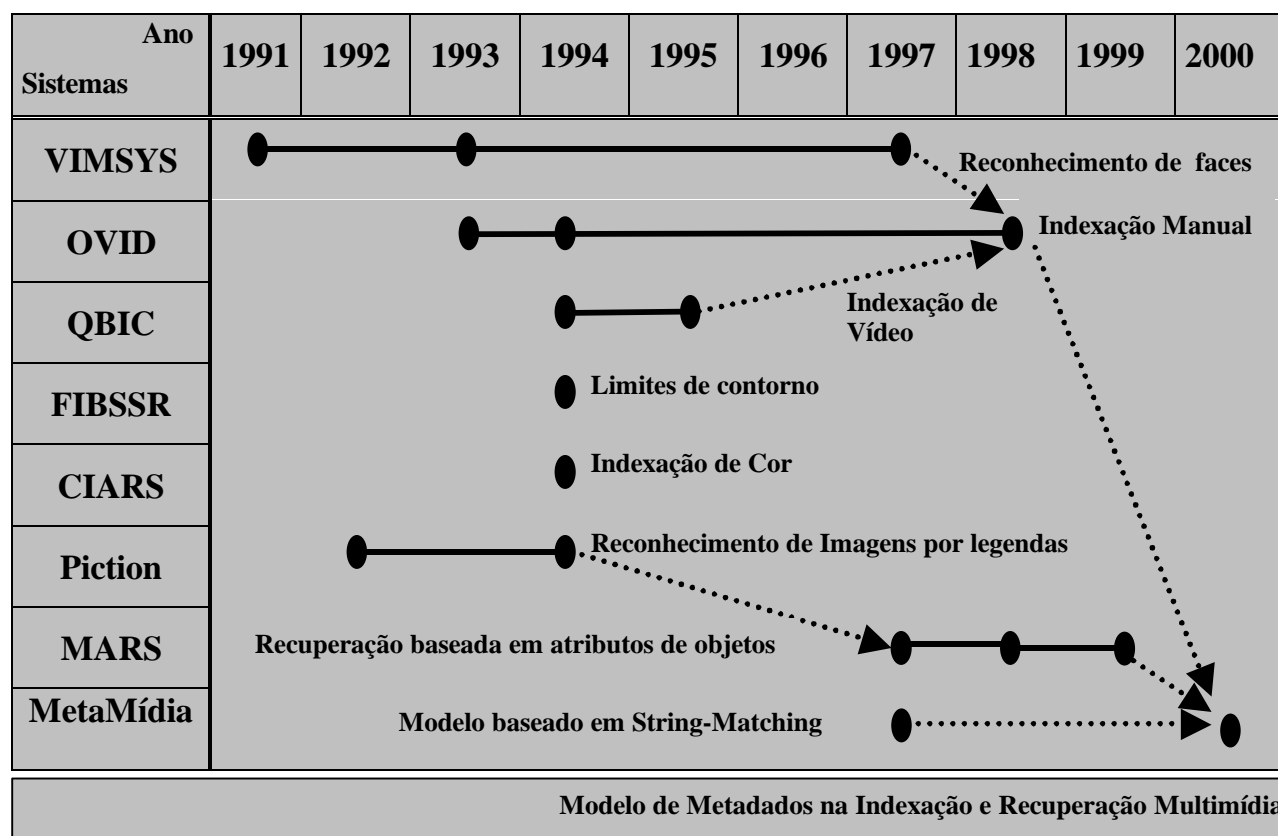 Ano
Sistemas
1991 1992 1993 1994 1995 1996 1997 1998 1999 2000
VIMSYS
Reconhecimento de faces
OVID
Indexação Manual
QBIC
Indexação de
Vídeo
FIBSSR
Limites de contorno
CIARS
Indexação de Cor
Piction
Reconhecimento de Imagens por legendas
MARS
Recuperação baseada em atributos de objetos
MetaMídia
Modelo baseado em String-Matching
Modelo de Metadados na Indexação e Recuperação Multimídia